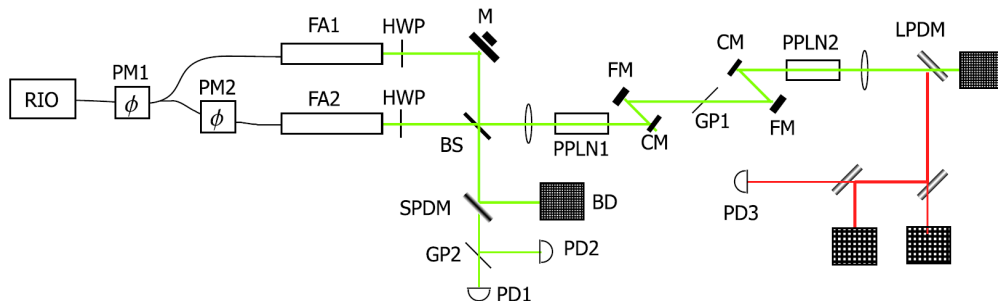 RIO
PM1
ϕ
PM2
ϕ
FA1
FA2
HWP
HWP
M
BS
SPDM
BD
GP2
PD2
PD1
PPLN1
FM
CM
GP1
CM
FM
PPLN2
LPDM
PD3